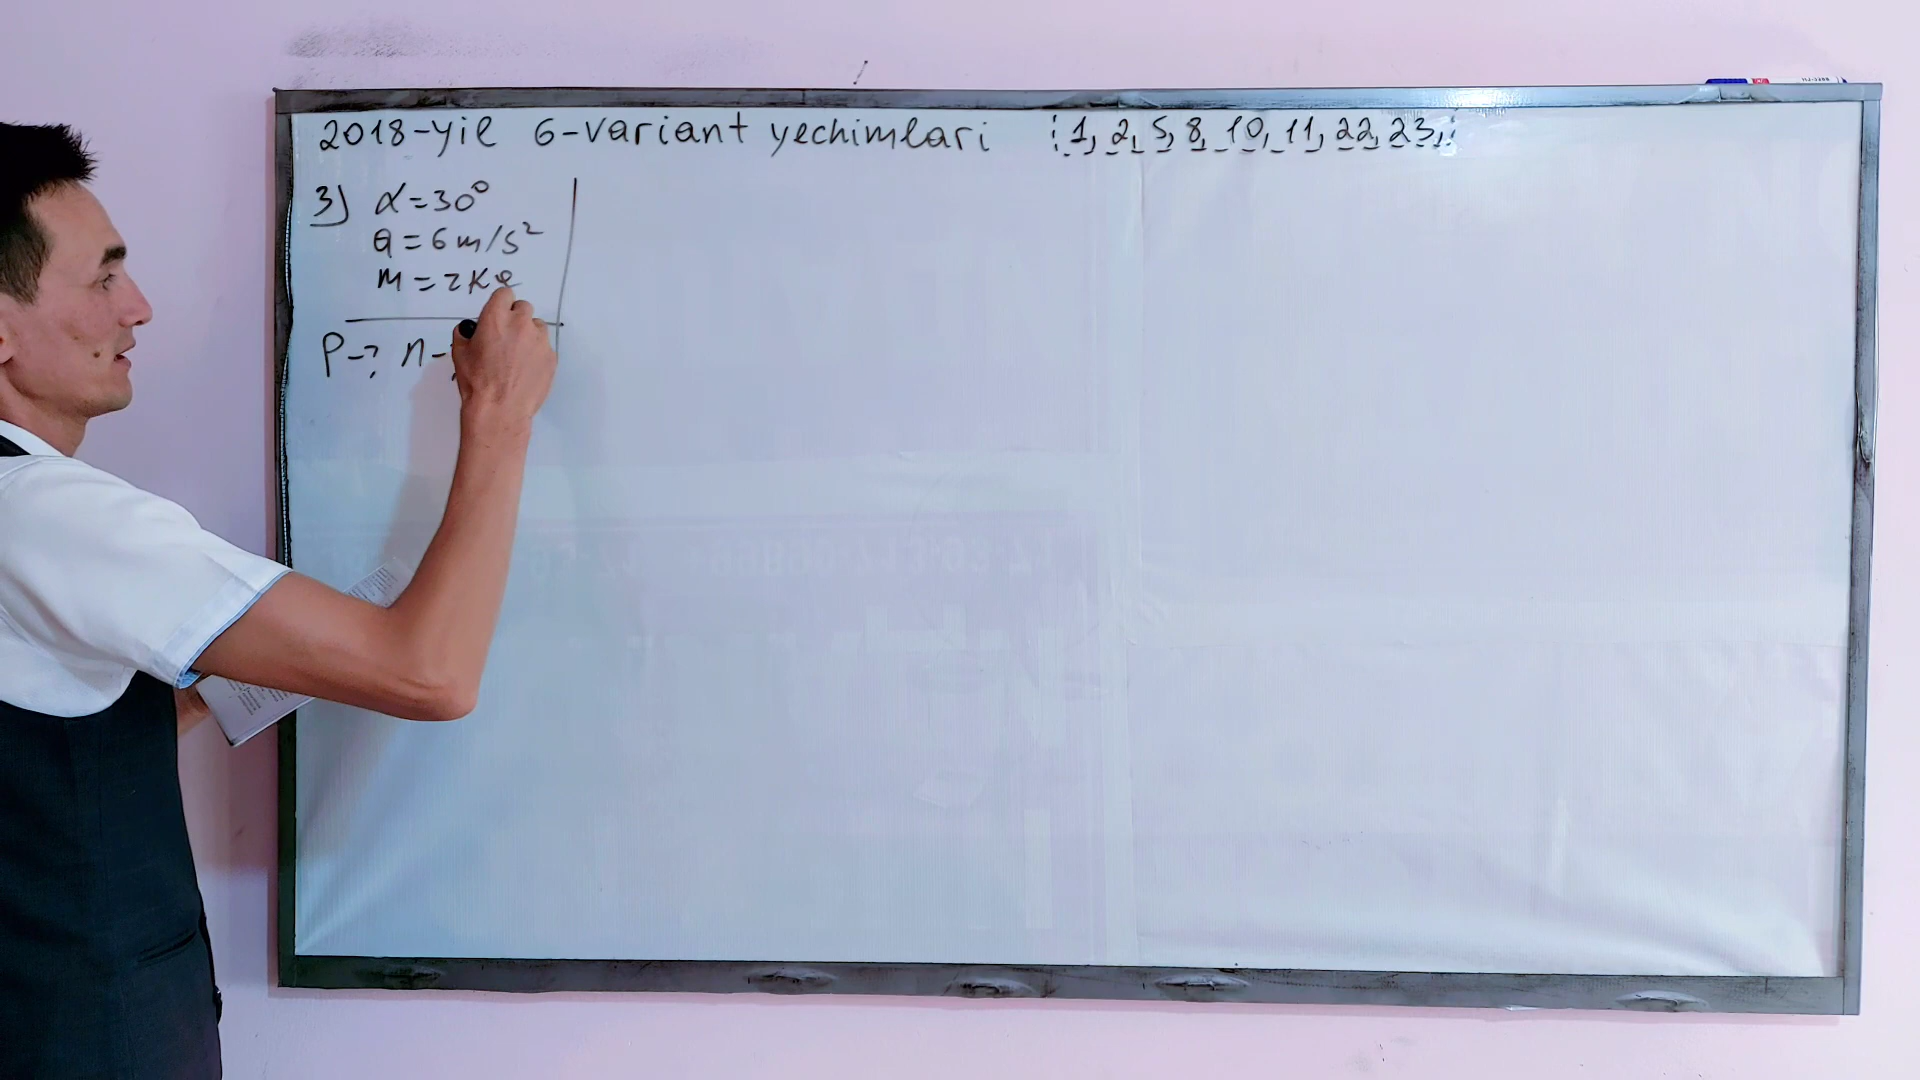 2018-yil 6-variant yechimlari 1, 2, 5, 8, 10, 11, 22, 23,
3) α=30°
a=6m/s²
m=2kg
P-? n-?